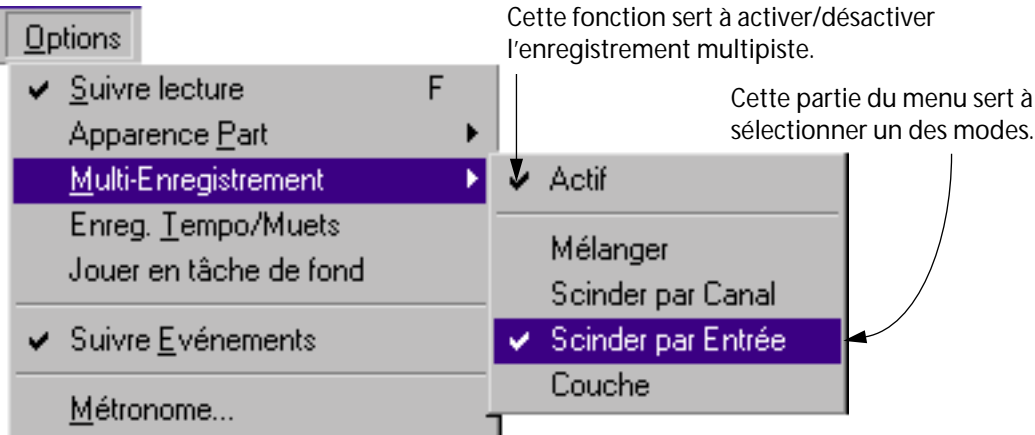 Cette fonction sert à activer/désactiver
l'enregistrement multipiste.
Cette partie du menu sert à
sélectionner un des modes.
Options
Suivre lecture F
Apparence Part
Multi-Enregistrement
Enreg. Tempo/Muets
Jouer en tâche de fond
Suivre Evénements
Métronome...
Actif
Mélanger
Scinder par Canal
Scinder par Entrée
Couche